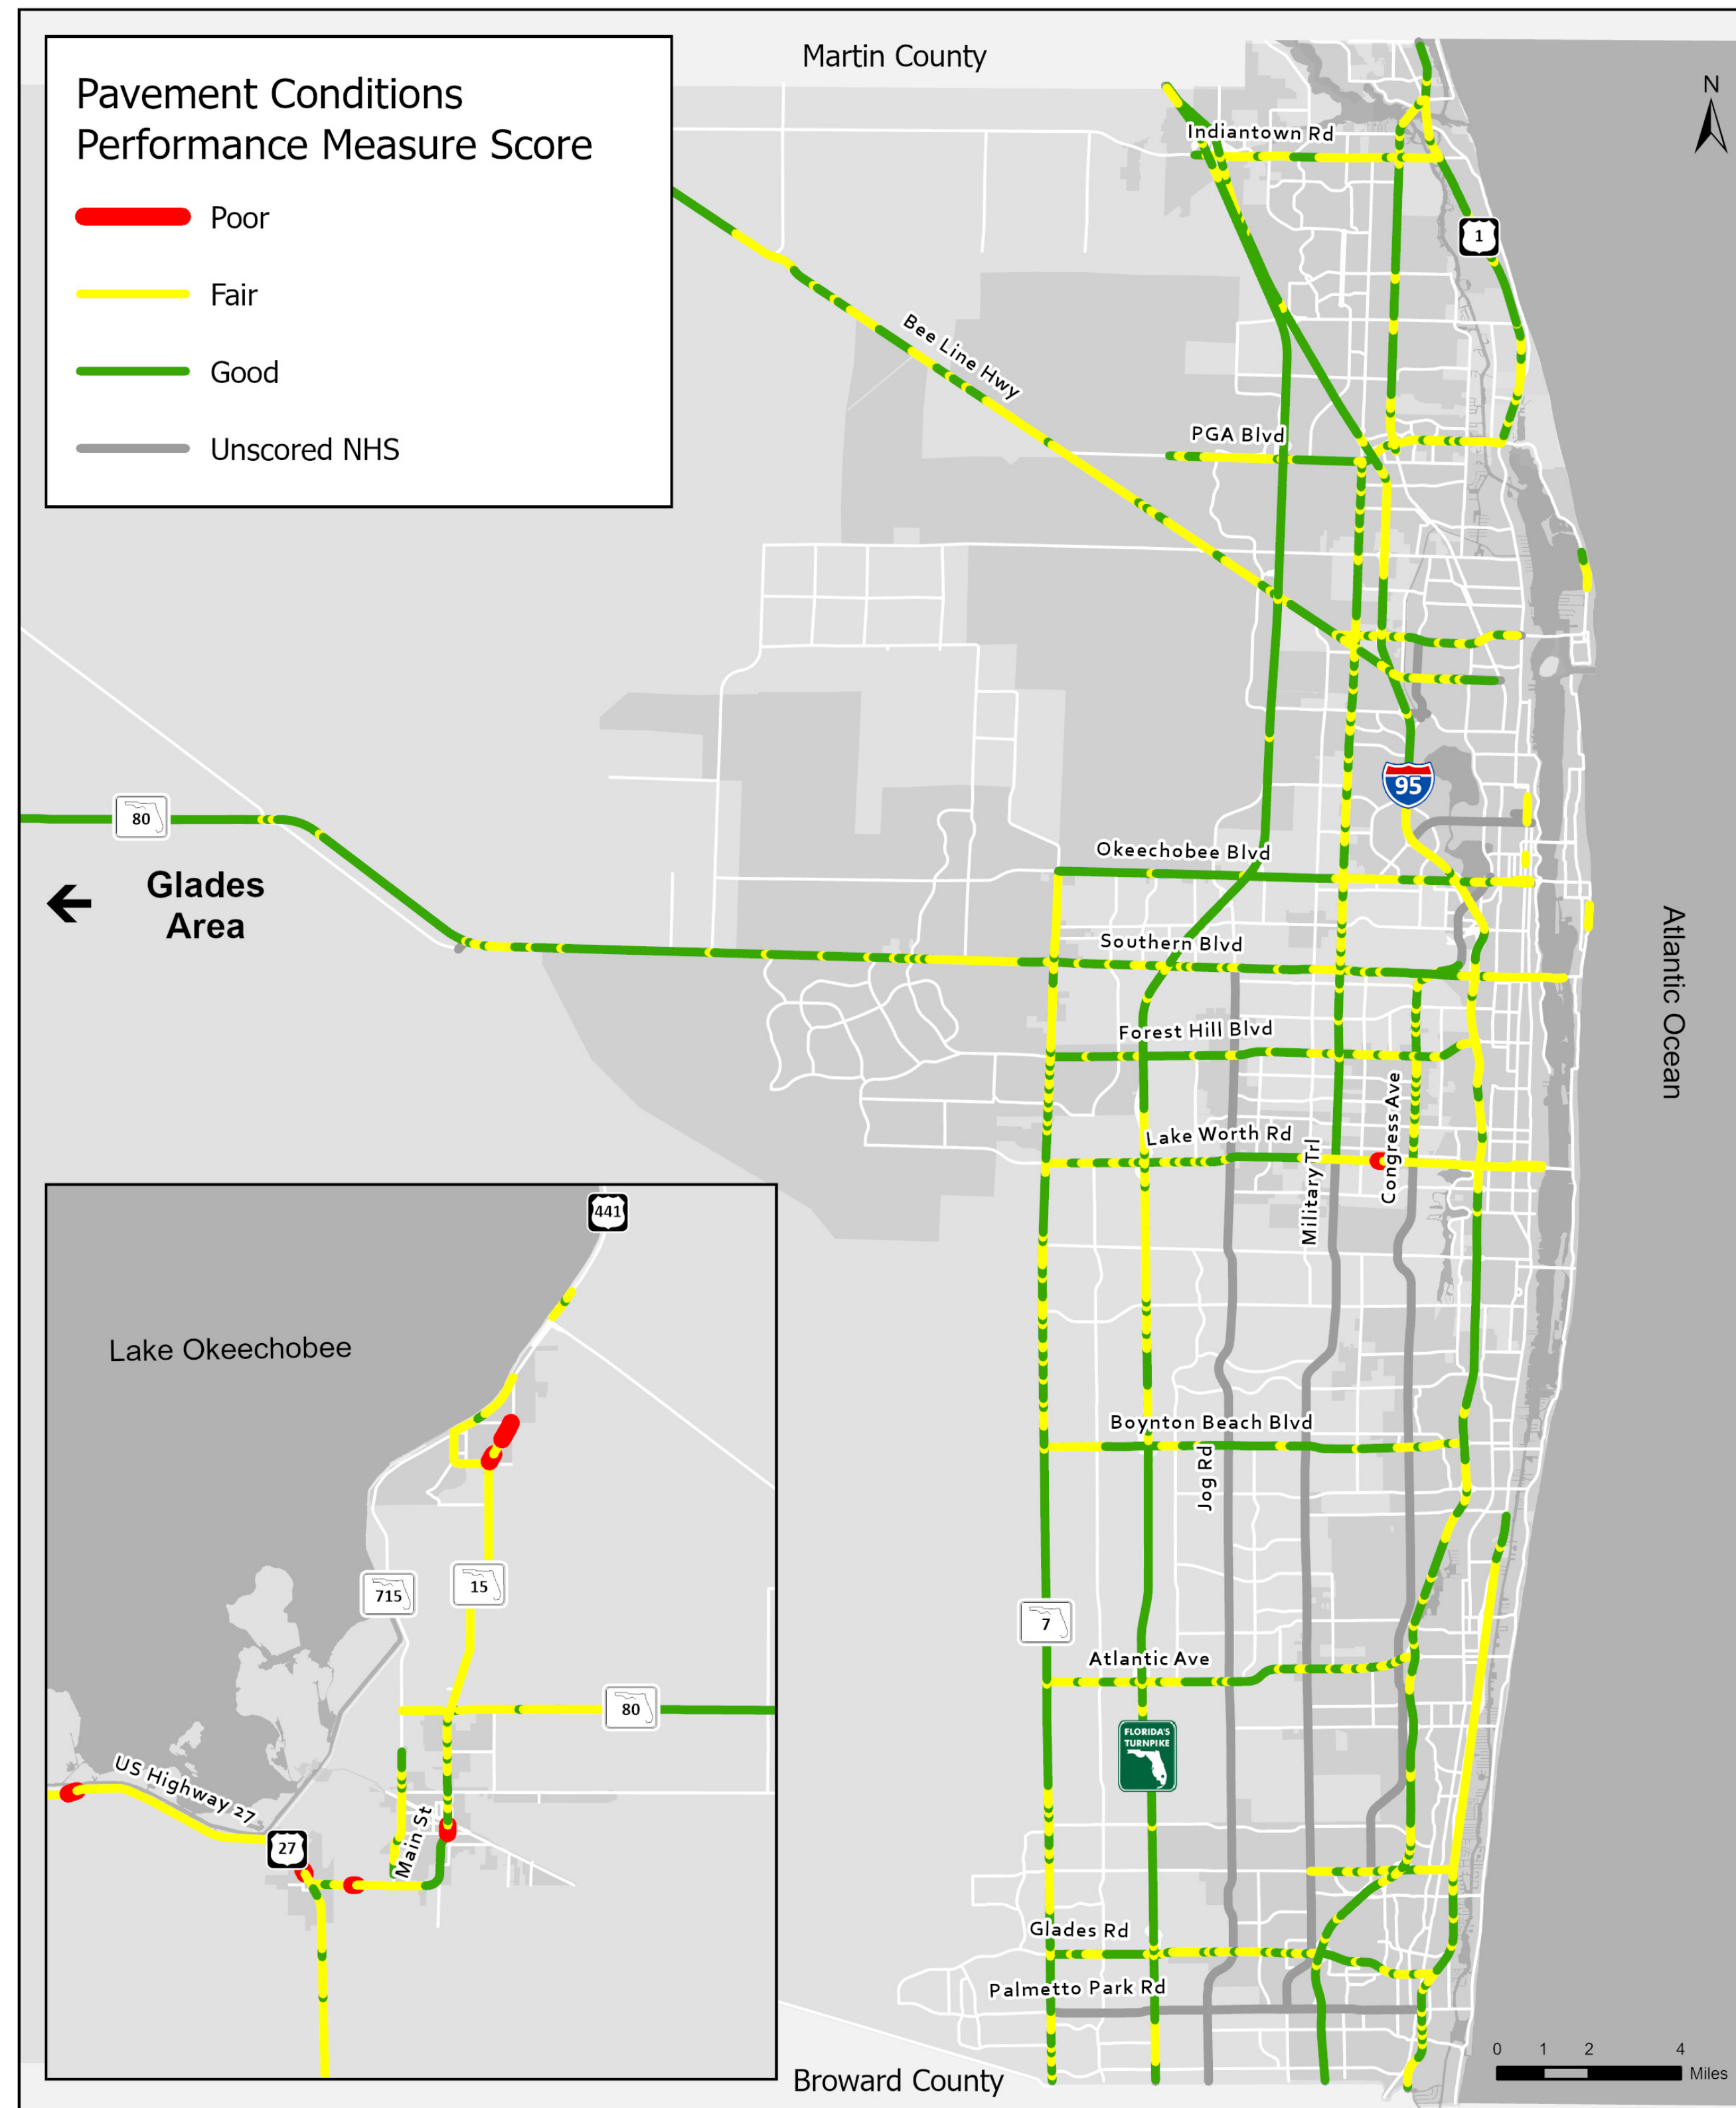 Martin County
Pavement Conditions
Performance Measure Score
Poor
Fair
Good
Unscored NHS
N
Indiantown Rd
1
Bee Line Hwy
PGA Blvd
95
80
Glades
Area
Okeechobee Blvd
Southern Blvd
Atlantic Ocean
Forest Hill Blvd
Lake Worth Rd
Military Trl
Congress Ave
441
Lake Okeechobee
Boynton Beach Blvd
Jog Rd
715
15
7
Atlantic Ave
80
FLORIDA'S
TURNPIKE
US Highway 27
27
Main St
Glades Rd
Palmetto Park Rd
0 1 2 4
Miles
Broward County